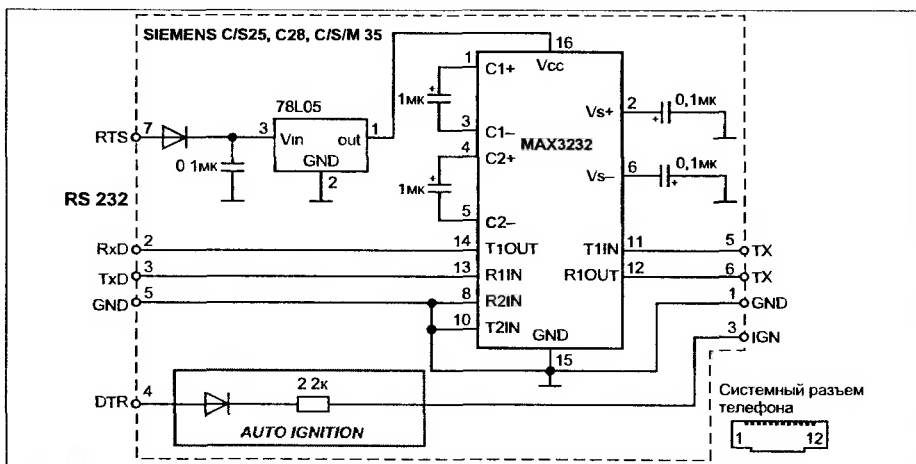 SIEMENS C/S25, C28, C/S/M 35
16
Vcc
1
C1+
1мк
+
3
C1–
4
C2+
1мк
+
5
C2–
MAX3232
2
Vs+
0,1мк
+
6
Vs–
0,1мк
+
78L05
RTS
7
3
Vin
out
1
GND
2
0 1мк
RS 232
RxD
2
14
T1OUT
T1IN
11
5
TX
TxD
3
13
R1IN
R1OUT
12
6
TX
GND
5
8
R2IN
1
GND
10
T2IN
GND
15
3
IGN
DTR
4
2 2к
AUTO IGNITION
Системный разъем
телефона
1
12